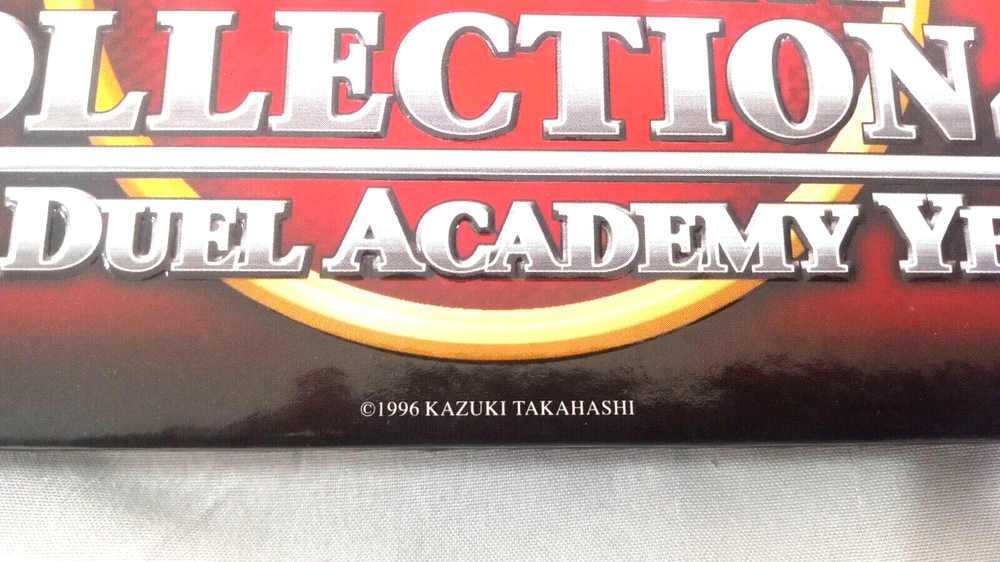 OLLECTION
DUEL ACADEMY YE
©1996 KAZUKI TAKAHASHI